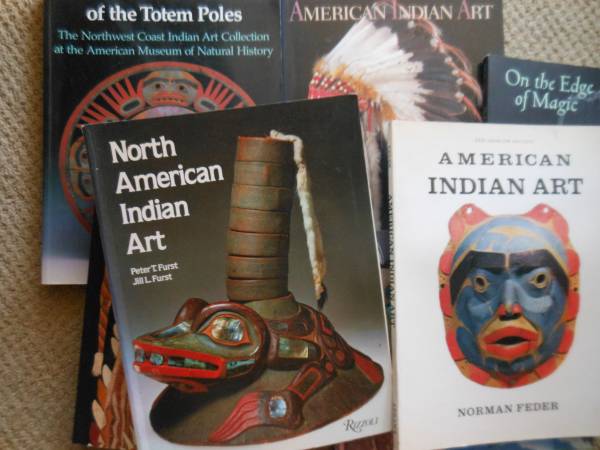 of the Totem Poles
The Northwest Coast Indian Art Collection
at the American Museum of Natural History
AMERICAN INDIAN ART
On the Edge
of Magic
North
American
Indian
Art
Peter T. Furst
Jill L. Furst
RIZZOLI
AMERICAN
INDIAN ART
NORMAN FEDER